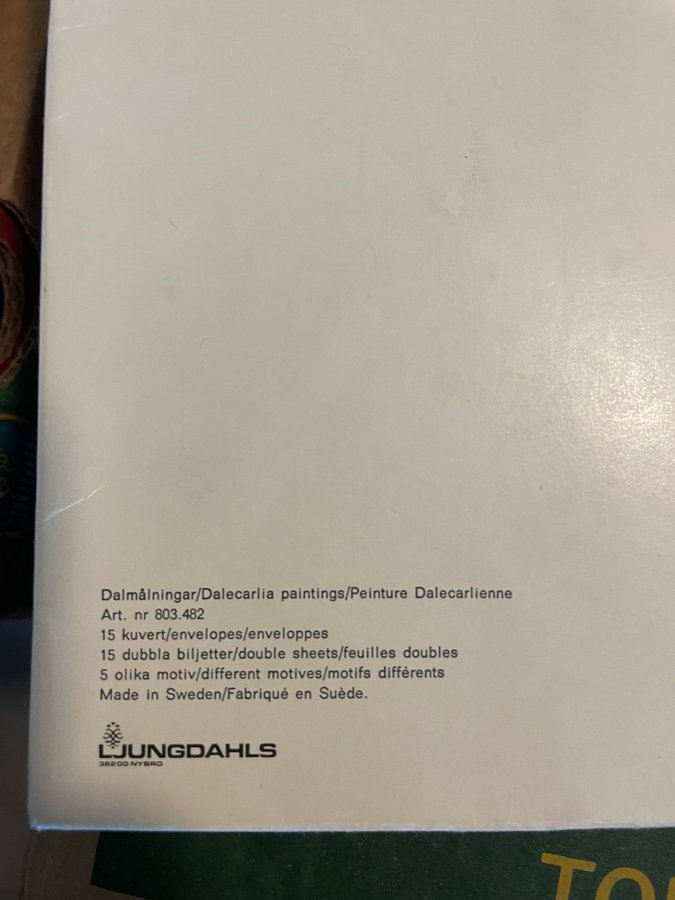 Dalmålningar/Dalecarlia paintings/Peinture Dalecarlienne
Art. nr 803.482
15 kuvert/envelopes/enveloppes
15 dubbla biljetter/double sheets/feuilles doubles
5 olika motiv/different motives/motifs différents
Made in Sweden/Fabriqué en Suède.
LJUNGDAHLS
38200 NYBRO